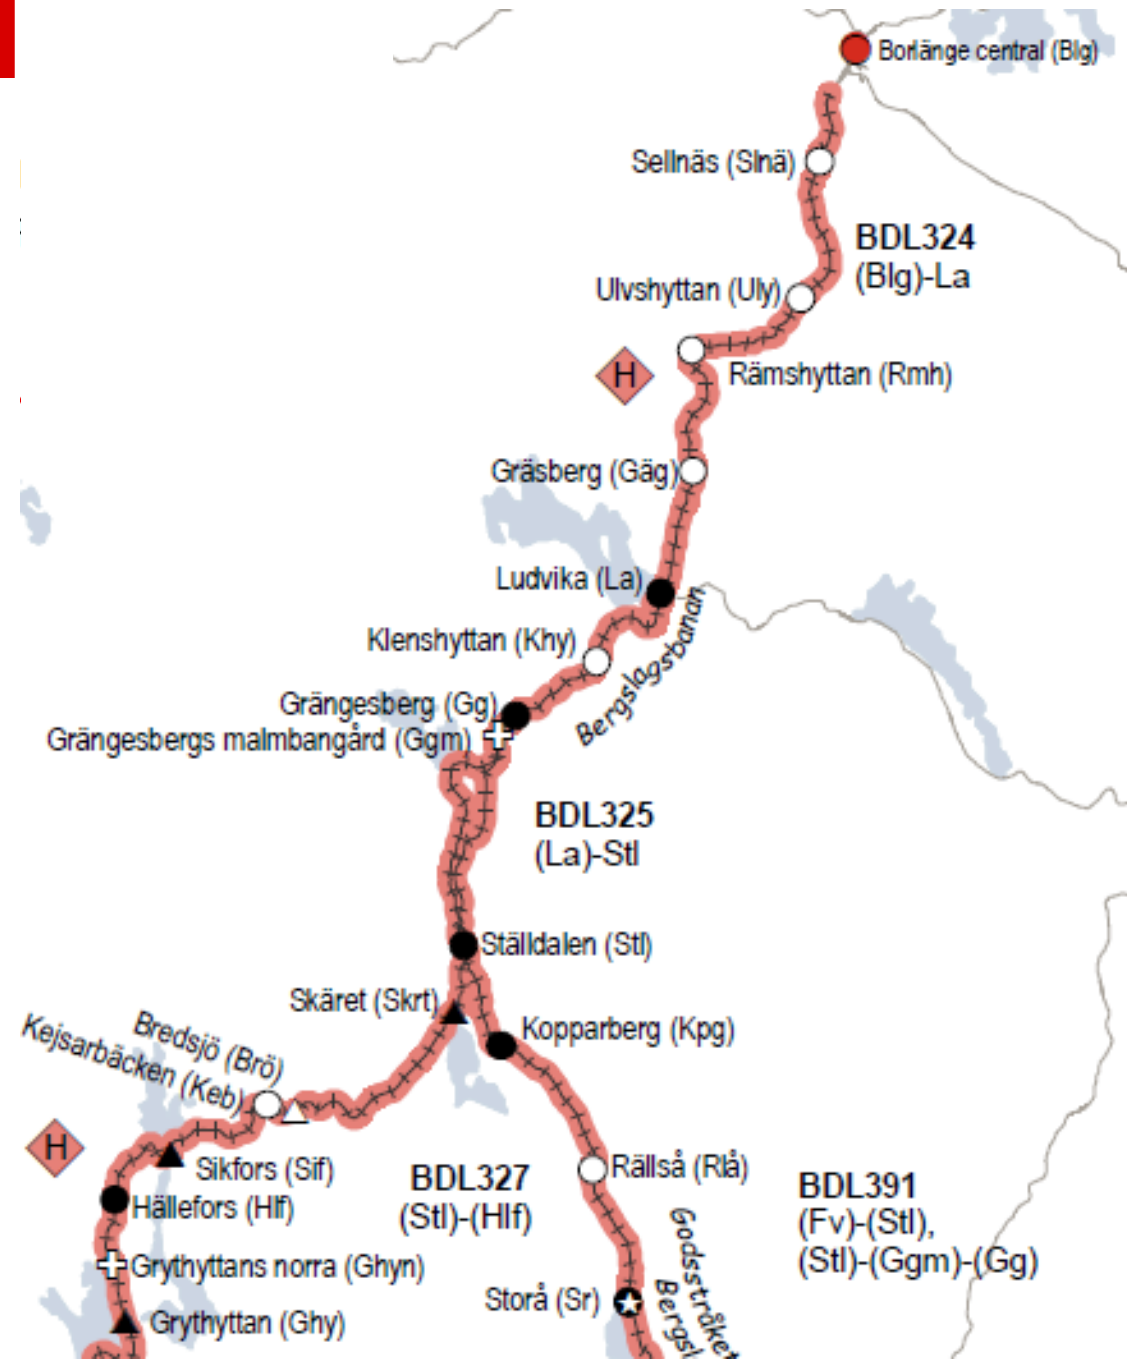 Borlänge central (Blg)
Sellnäs (Slnä)
BDL324
(Blg)-La
Ulvshyttan (Uly)
H
Rämshyttan (Rmh)
Gräsberg (Gäg)
Ludvika (La)
Bergslagsbanan
Klenshyttan (Khy)
Grängesberg (Gg)
Grängesbergs malmbangård (Ggm)
BDL325
(La)-Stl
Ställdalen (Stl)
Skäret (Skrt)
Kopparberg (Kpg)
Bredsjö (Brö)
Kejsarbäcken (Keb)
H
Sikfors (Sif)
BDL327
(Stl)-(Hlf)
Rällså (Rlå)
BDL391
(Fv)-(Stl),
(Stl)-(Ggm)-(Gg)
Hällefors (Hlf)
Grythyttans norra (Ghyn)
Godsstråket
Bergsl
Storå (Sr)
Grythyttan (Ghy)